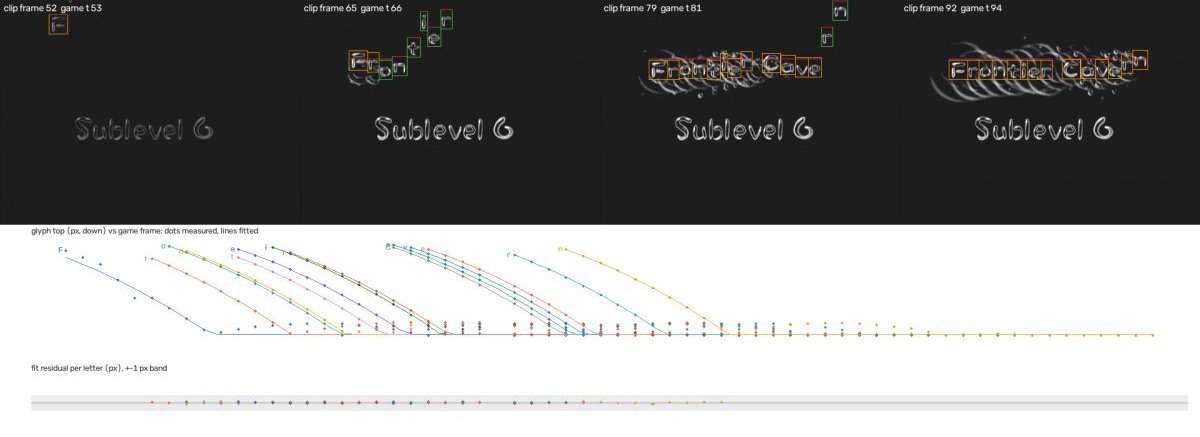 clip frame 52 game t 53
clip frame 65 game t 66
clip frame 79 game t 81
clip frame 92 game t 94
F
F r o n t i e r
Frontier Cave r n
Frontier Cave r n
Sublevel 6
Sublevel 6
Sublevel 6
Sublevel 6
glyph top (px, down) vs game frame: dots measured, lines fitted
F r o n e t i r e v e r n
fit residual per letter (px), +-1 px band